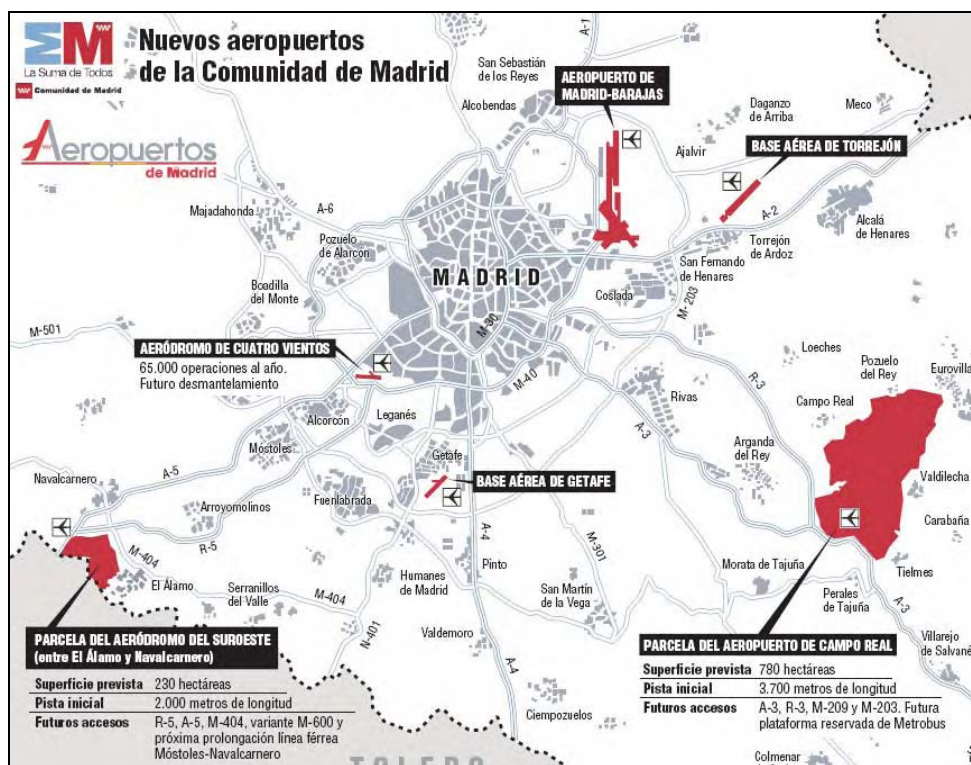 EM
La Suma de Todos
Comunidad de Madrid
Aeropuertos
de Madrid
Nuevos aeropuertos
de la Comunidad de Madrid
A-1
San Sebastián
de los Reyes
Alcobendas
AEROPUERTO DE
MADRID-BARAJAS
Daganzo
de Arriba
Meco
Ajalvir
BASE AÉREA DE TORREJÓN
Majadahonda
A-6
Pozuelo
de Alarcón
A-2
Alcalá
de Henares
Torrejón
de Ardoz
San Fernando
de Henares
MADRID
Boadilla
del Monte
Coslada
M-203
M-501
M-30
AERÓDROMO DE CUATRO VIENTOS
65.000 operaciones al año.
Futuro desmantelamiento
M-40
R-3
Loeches
Pozuelo
del Rey
Eurovilla
Campo Real
Rivas
Alcorcón
Leganés
A-3
Móstoles
Arganda
del Rey
Getafe
Navalcarnero
A-5
BASE AÉREA DE GETAFE
Valdilecha
Arroyomolinos
Fuenlabrada
Carabaña
R-5
A-4
M-301
M-404
El Álamo
Serranillos
del Valle
M-404
Humanes
de Madrid
Pinto
San Martín
de la Vega
Morata de Tajuña
Tielmes
Perales
de Tajuña
A-3
N-401
Valdemoro
Villarejo
de Salvané
A-4
Ciempozuelos
PARCELA DEL AERÓDROMO DEL SUROESTE
(entre El Álamo y Navalcarnero)
Superficie prevista 230 hectáreas
Pista inicial 2.000 metros de longitud
Futuros accesos R-5, A-5, M-404, variante M-600 y
próxima prolongación línea férrea
Móstoles-Navalcarnero
PARCELA DEL AEROPUERTO DE CAMPO REAL
Superficie prevista 780 hectáreas
Pista inicial 3.700 metros de longitud
Futuros accesos A-3, R-3, M-209 y M-203. Futura
plataforma reservada de Metrobus
TOLEDO
Colmenar